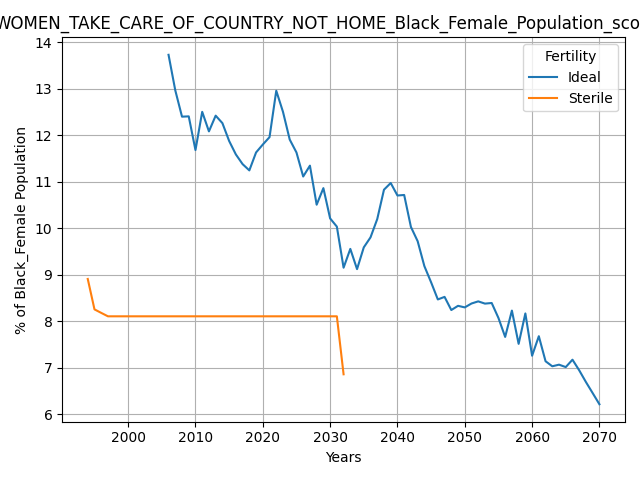 WOMEN_TAKE_CARE_OF_COUNTRY_NOT_HOME_Black_Female_Population_sco
14
13
12
11
10
9
8
7
6
% of Black_Female Population
Fertility
Ideal
Sterile
2000 2010 2020 2030 2040 2050 2060 2070
Years